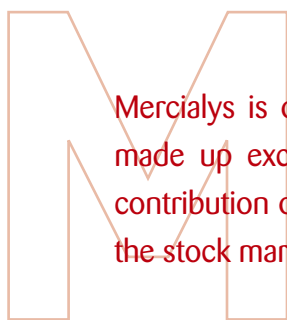 M
Mercialys is
made up exc
contribution
the stock mar